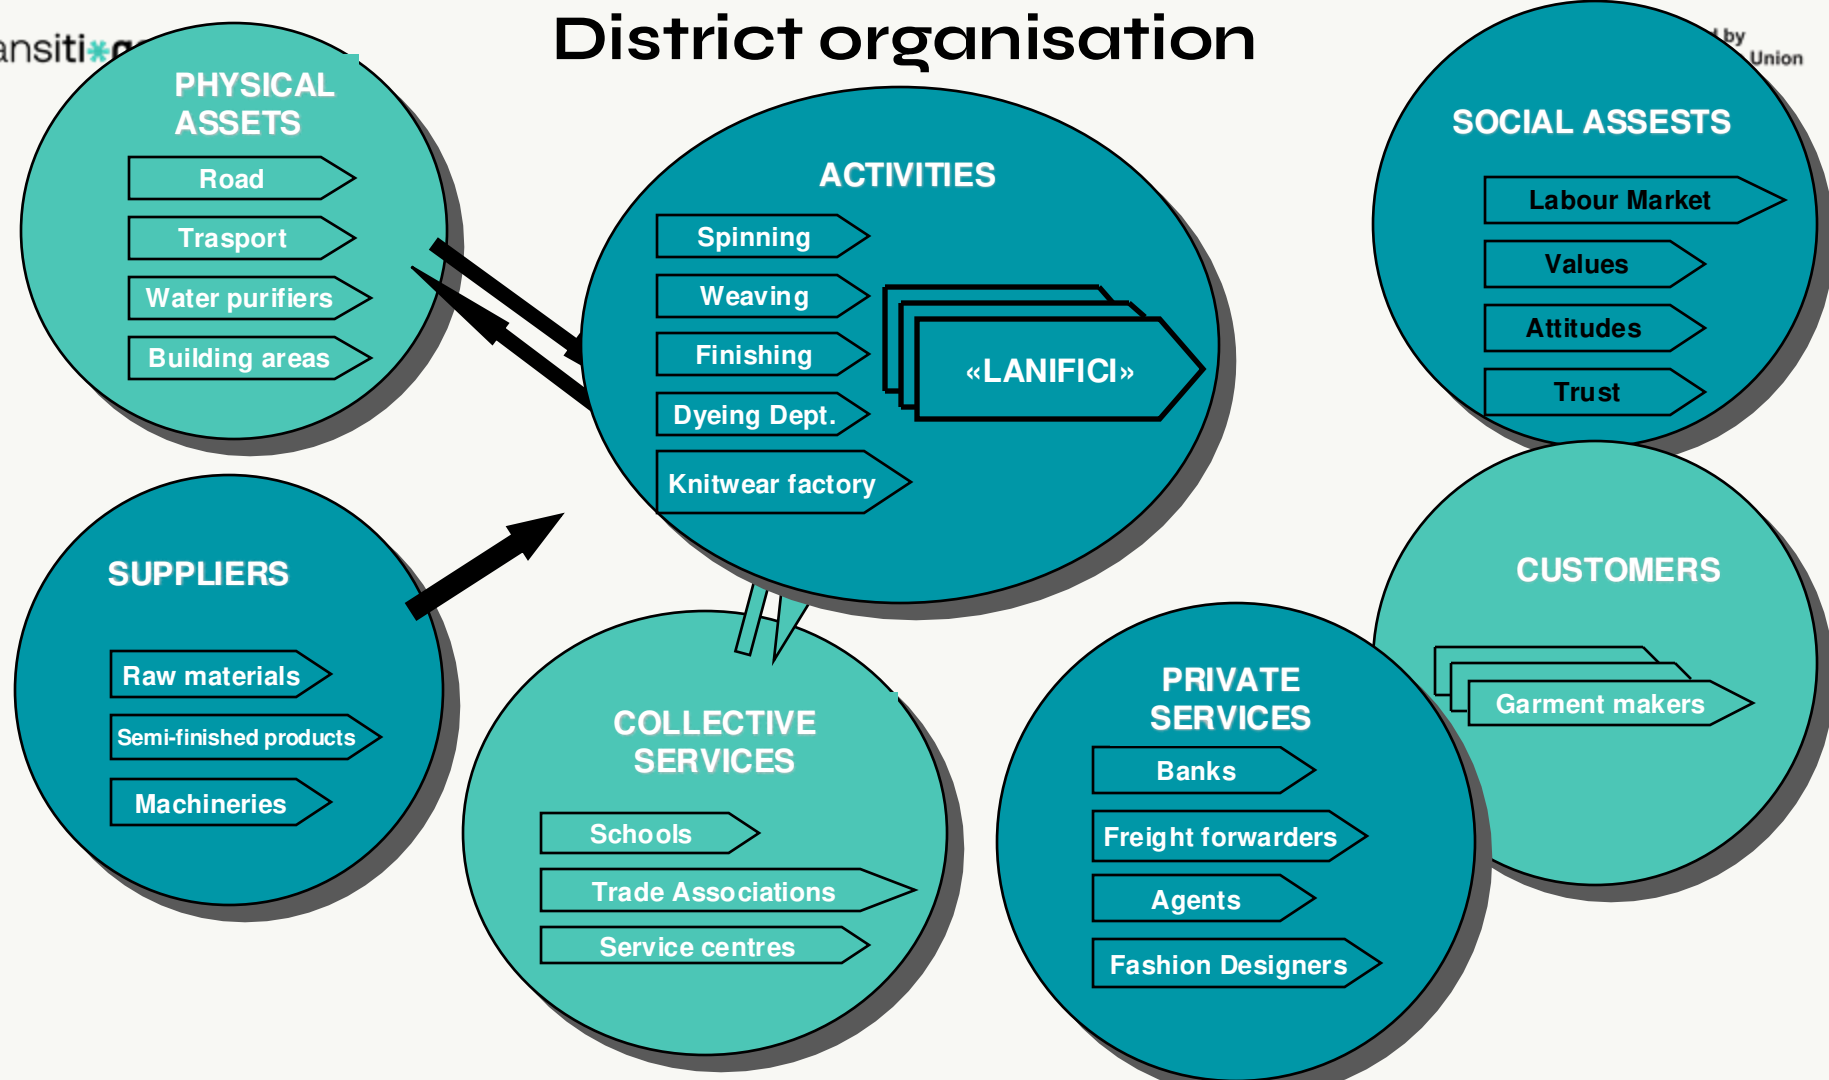 District organisation
ansiti
by
Union
PHYSICAL
ASSETS
Road
Trasport
Water purifiers
Building areas
ACTIVITIES
Spinning
Weaving
Finishing
Dyeing Dept.
Knitwear factory
«LANIFICI»
SOCIAL ASSESTS
Labour Market
Values
Attitudes
Trust
SUPPLIERS
Raw materials
Semi-finished products
Machineries
COLLECTIVE
SERVICES
Schools
Trade Associations
Service centres
PRIVATE
SERVICES
Banks
Freight forwarders
Agents
Fashion Designers
CUSTOMERS
Garment makers